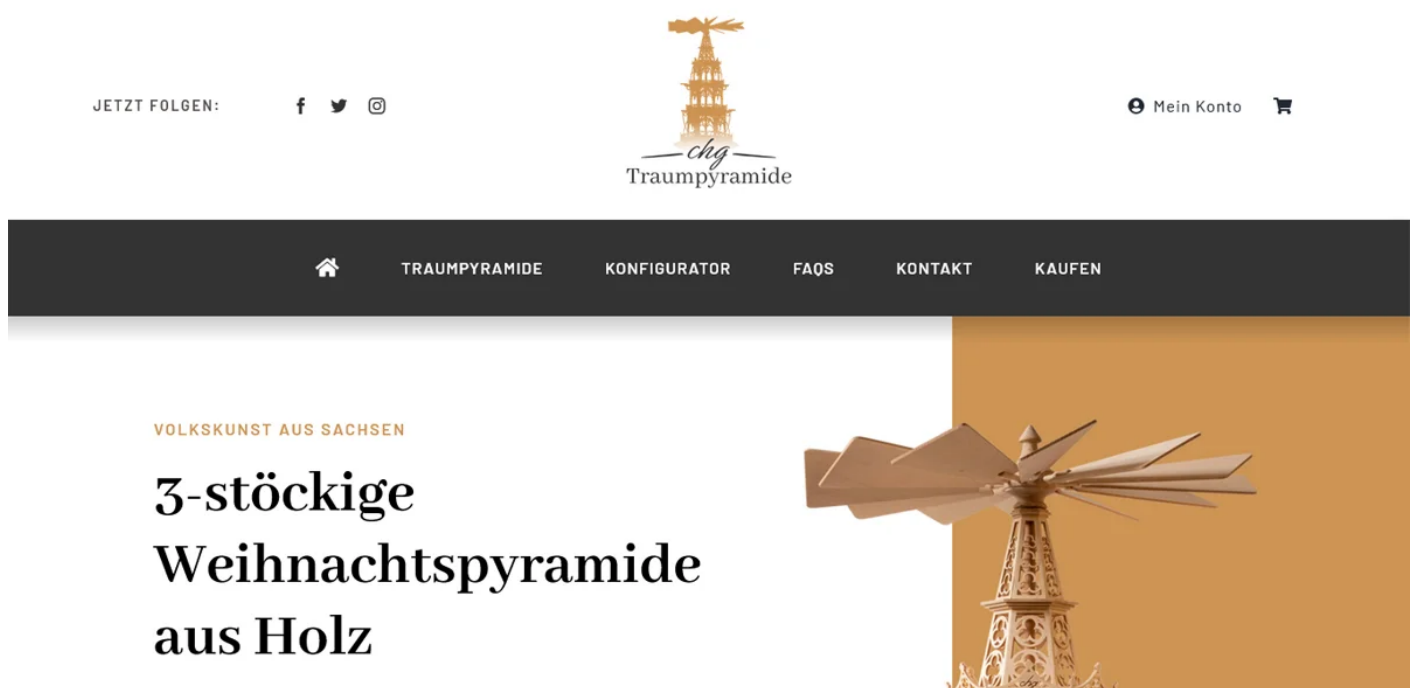 JETZT FOLGEN:
chg
Traumpyramide
Mein Konto
TRAUMPYRAMIDE KONFIGURATOR FAQS KONTAKT KAUFEN
VOLKSKUNST AUS SACHSEN
3-stöckige
Weihnachtspyramide
aus Holz
chg